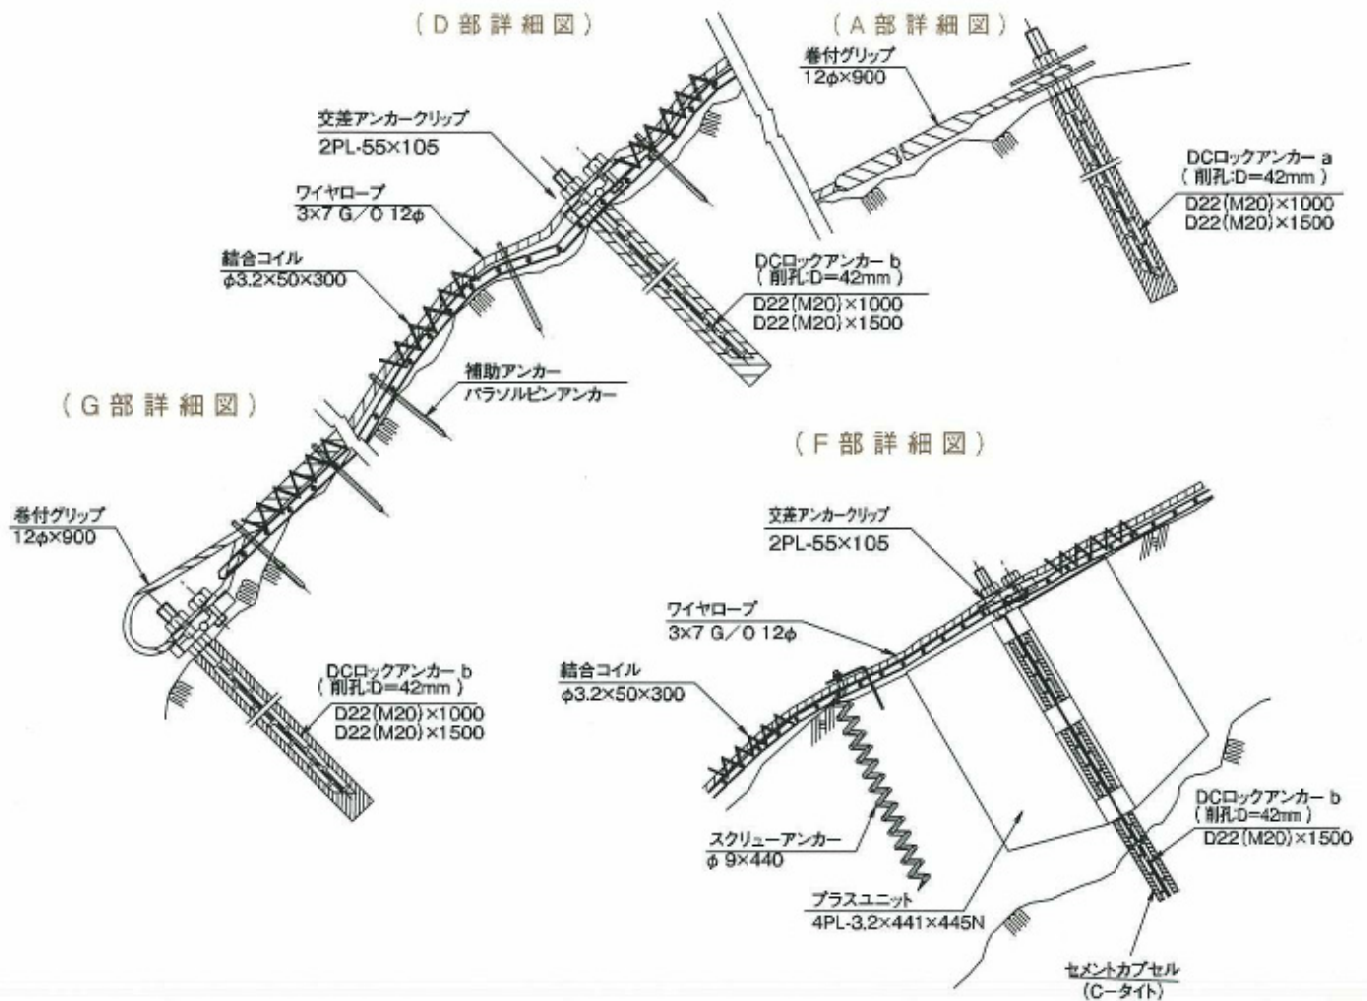 (D部詳細図)
交差アンカークリップ
2PL-55×105
ワイヤロープ
3×7 G/O 12φ
結合コイル
φ3.2×50×300
DCロックアンカー b
( 削孔:D=42mm )
D22(M20)×1000
D22(M20)×1500
補助アンカー
パラソルピンアンカー
(A部詳細図)
巻付グリップ
12φ×900
DCロックアンカー a
( 削孔:D=42mm )
D22(M20)×1000
D22(M20)×1500
(G部詳細図)
巻付グリップ
12φ×900
DCロックアンカー b
( 削孔:D=42mm )
D22(M20)×1000
D22(M20)×1500
(F部詳細図)
交差アンカークリップ
2PL-55×105
ワイヤロープ
3×7 G/O 12φ
結合コイル
φ3.2×50×300
スクリューアンカー
φ 9×440
プラスユニット
4PL-3.2×441×445N
DCロックアンカー b
( 削孔:D=42mm )
D22(M20)×1500
セメントカプセル
(C-タイト)